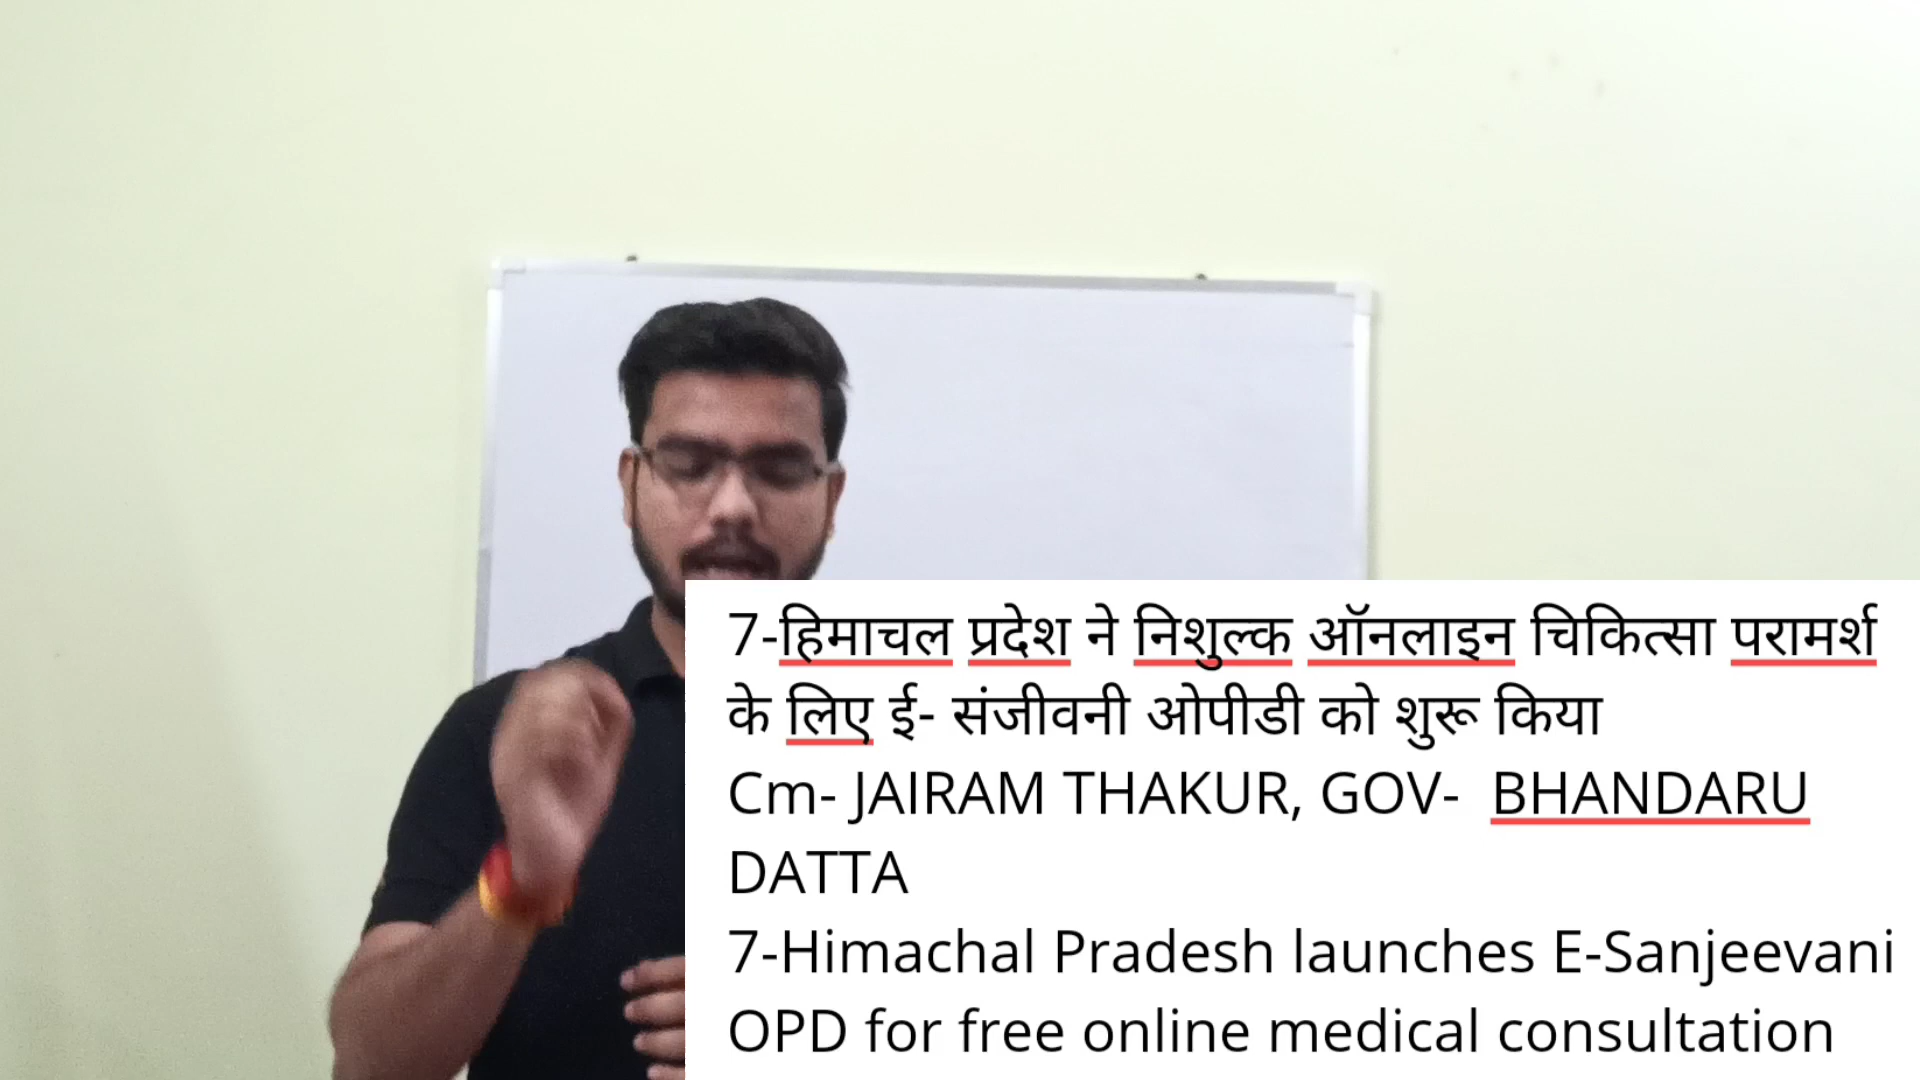 7-हिमाचल प्रदेश ने निशुल्क ऑनलाइन चिकित्सा परामर्श
के लिए ई- संजीवनी ओपीडी को शुरू किया
Cm- JAIRAM THAKUR, GOV-  BHANDARU
DATTA
7-Himachal Pradesh launches E-Sanjeevani
OPD for free online medical consultation